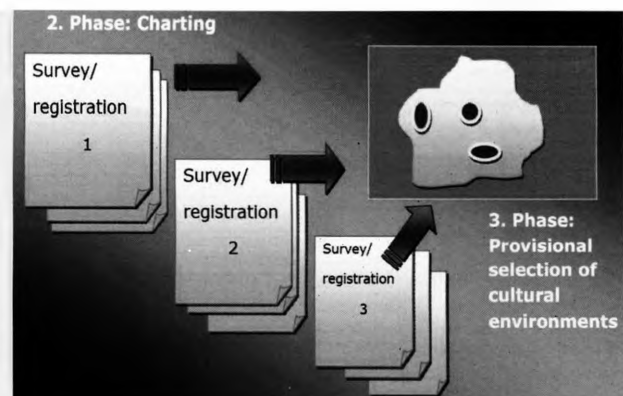 2. Phase: Charting
Survey/
registration
1
Survey/
registration
2
Survey/
registration
3
3. Phase:
Provisional
selection of
cultural
environments